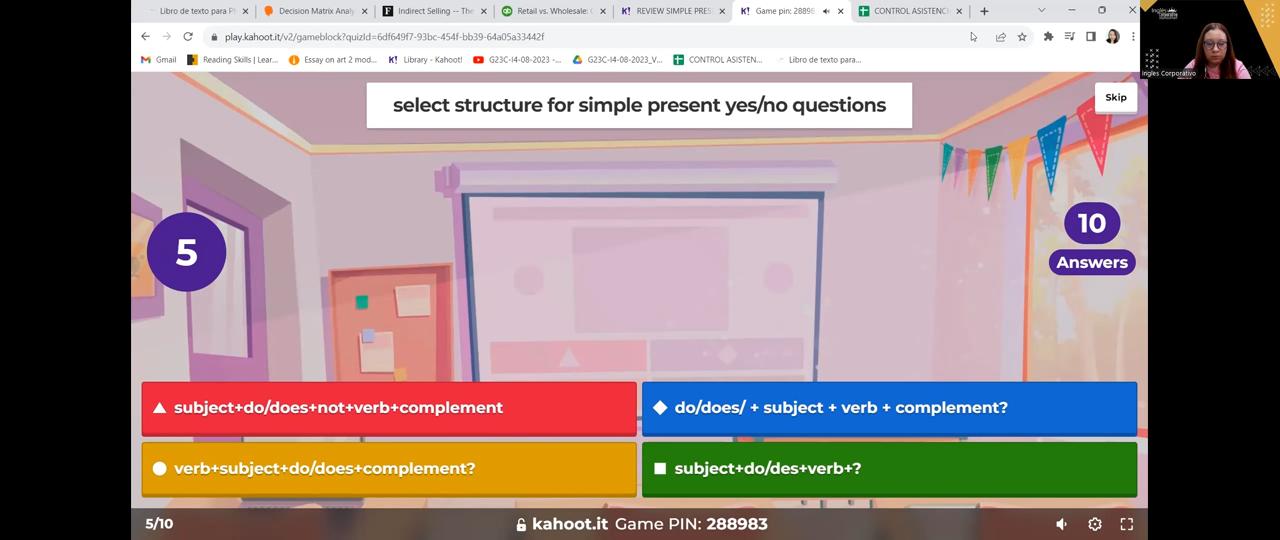 Libro de texto para P
Decision Matrix Analy
Indirect Selling -- The
Retail vs. Wholesale:
REVIEW SIMPLE PRES
Game pin: 28898
CONTROL ASISTENC
play.kahoot.it/v2/gameblock?quizId=6df649f7-93bc-454f-bb39-64a05a33442f
Gmail
Reading Skills | Lear...
Essay on art 2 mod...
Library - Kahoot!
G23C-I4-08-2023 -...
G23C-I4-08-2023_V...
CONTROL ASISTEN...
Libro de texto para...
Inglés Corporativo
select structure for simple present yes/no questions
Skip
5
10
Answers
subject+do/does+not+verb+complement
do/does/ + subject + verb + complement?
verb+subject+do/does+complement?
subject+do/des+verb+?
5/10
kahoot.it Game PIN: 288983